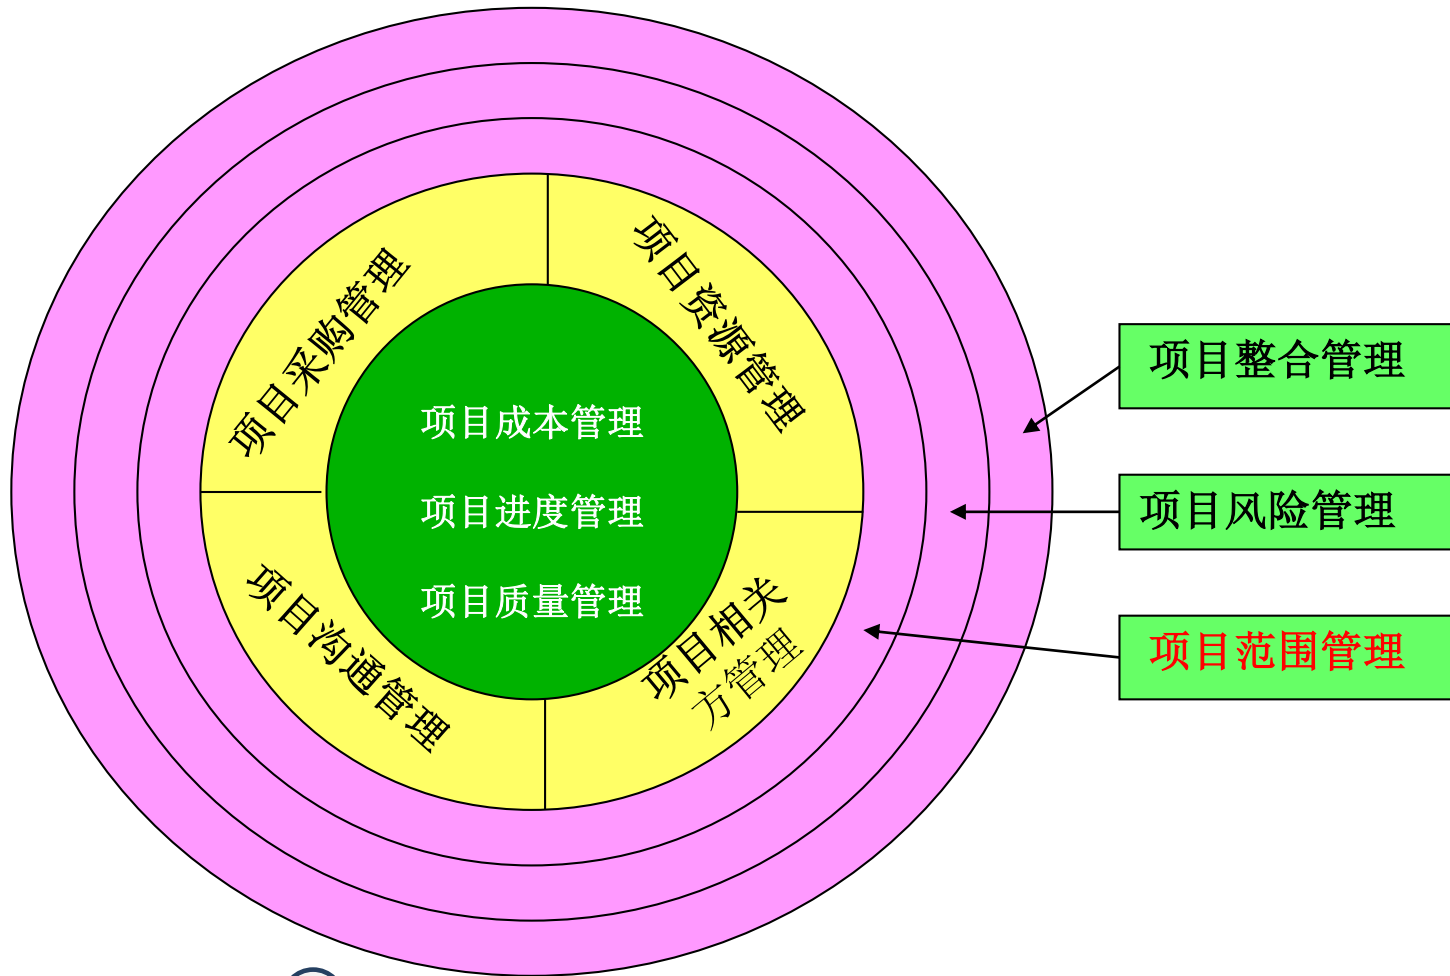 项目采购管理
项目资源管理
项目成本管理
项目进度管理
项目质量管理
项目沟通管理
项目相关
方管理
项目整合管理
项目风险管理
项目范围管理